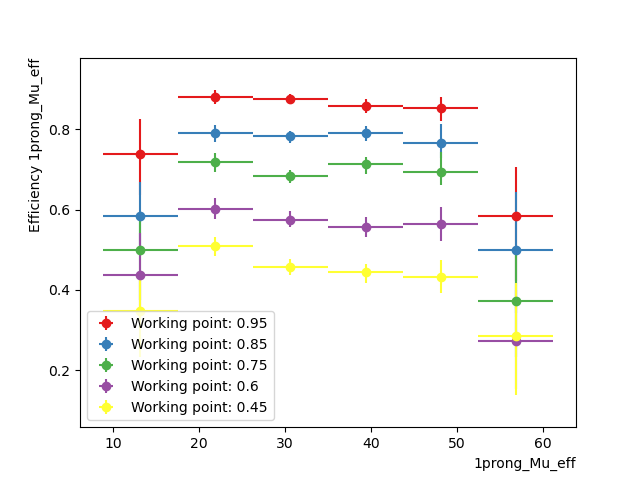 Efficiency 1prong_Mu_eff
0.8
0.6
0.4
0.2
Working point: 0.95
Working point: 0.85
Working point: 0.75
Working point: 0.6
Working point: 0.45
10 20 30 40 50 60
1prong_Mu_eff